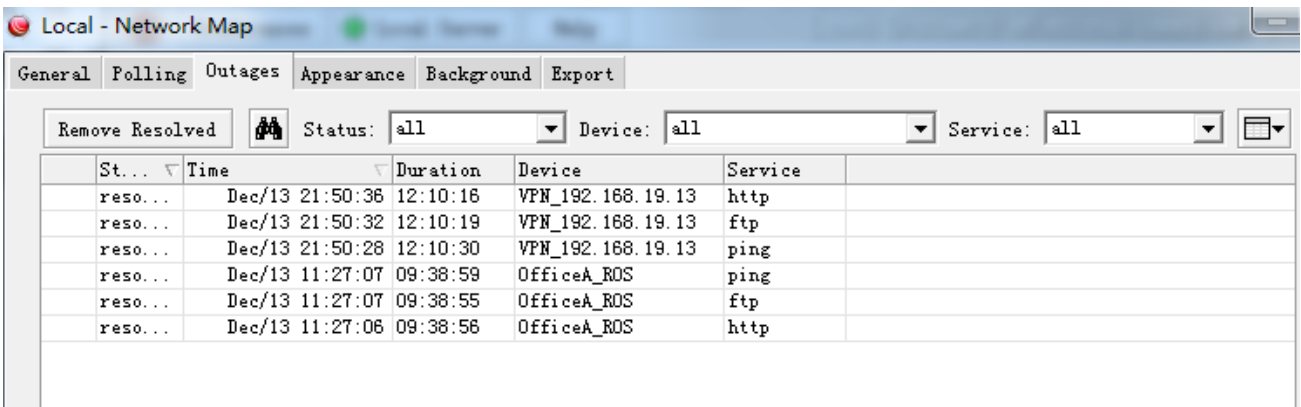 Local - Network Map
General Polling Outages Appearance Background Export
Remove Resolved Status: all Device: all Service: all
St... Time Duration Device Service
reso... Dec/13 21:50:36 12:10:16 VPN_192.168.19.13 http
reso... Dec/13 21:50:32 12:10:19 VPN_192.168.19.13 ftp
reso... Dec/13 21:50:28 12:10:30 VPN_192.168.19.13 ping
reso... Dec/13 11:27:07 09:38:59 OfficeA_ROS ping
reso... Dec/13 11:27:07 09:38:55 OfficeA_ROS ftp
reso... Dec/13 11:27:06 09:38:56 OfficeA_ROS http